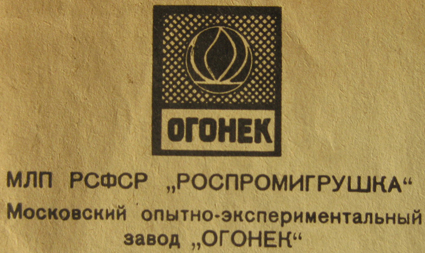 ОГОНЕК
МЛП РСФСР „РОСПРОМИГРУШКА“
Московский опытно-экспериментальный
завод „ОГОНЕК“